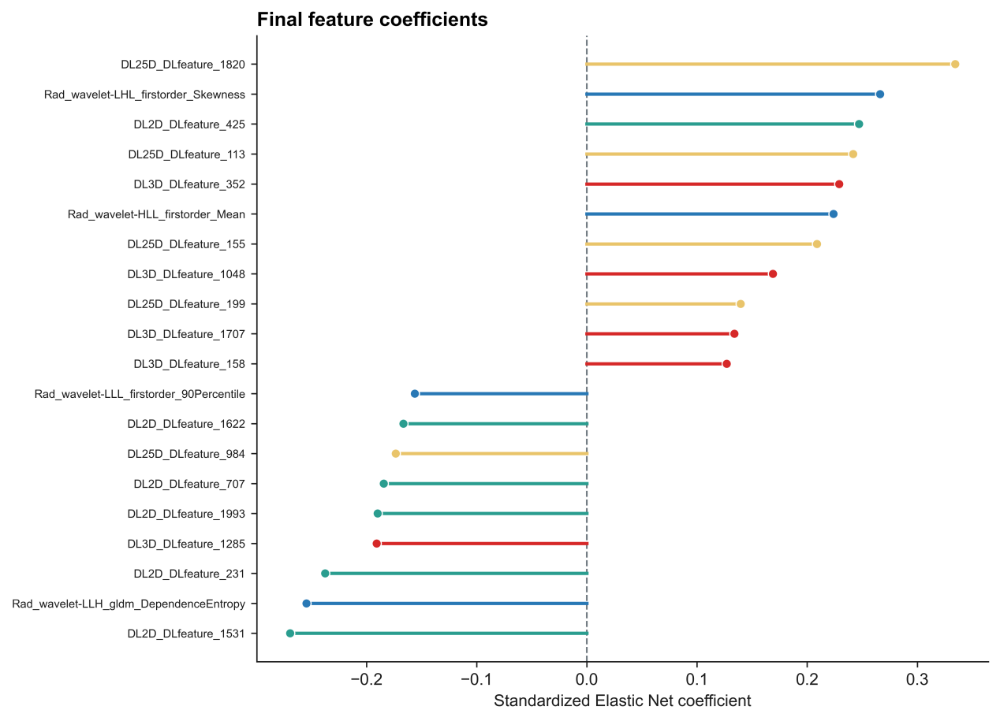 Final feature coefficients
DL25D_DLfeature_1820
Rad_wavelet-LHL_firstorder_Skewness
DL2D_DLfeature_425
DL25D_DLfeature_113
DL3D_DLfeature_352
Rad_wavelet-HLL_firstorder_Mean
DL25D_DLfeature_155
DL3D_DLfeature_1048
DL25D_DLfeature_199
DL3D_DLfeature_1707
DL3D_DLfeature_158
Rad_wavelet-LLL_firstorder_90Percentile
DL2D_DLfeature_1622
DL25D_DLfeature_984
DL2D_DLfeature_707
DL2D_DLfeature_1993
DL3D_DLfeature_1285
DL2D_DLfeature_231
Rad_wavelet-LLH_gldm_DependenceEntropy
DL2D_DLfeature_1531
−0.2 −0.1 0.0 0.1 0.2 0.3
Standardized Elastic Net coefficient